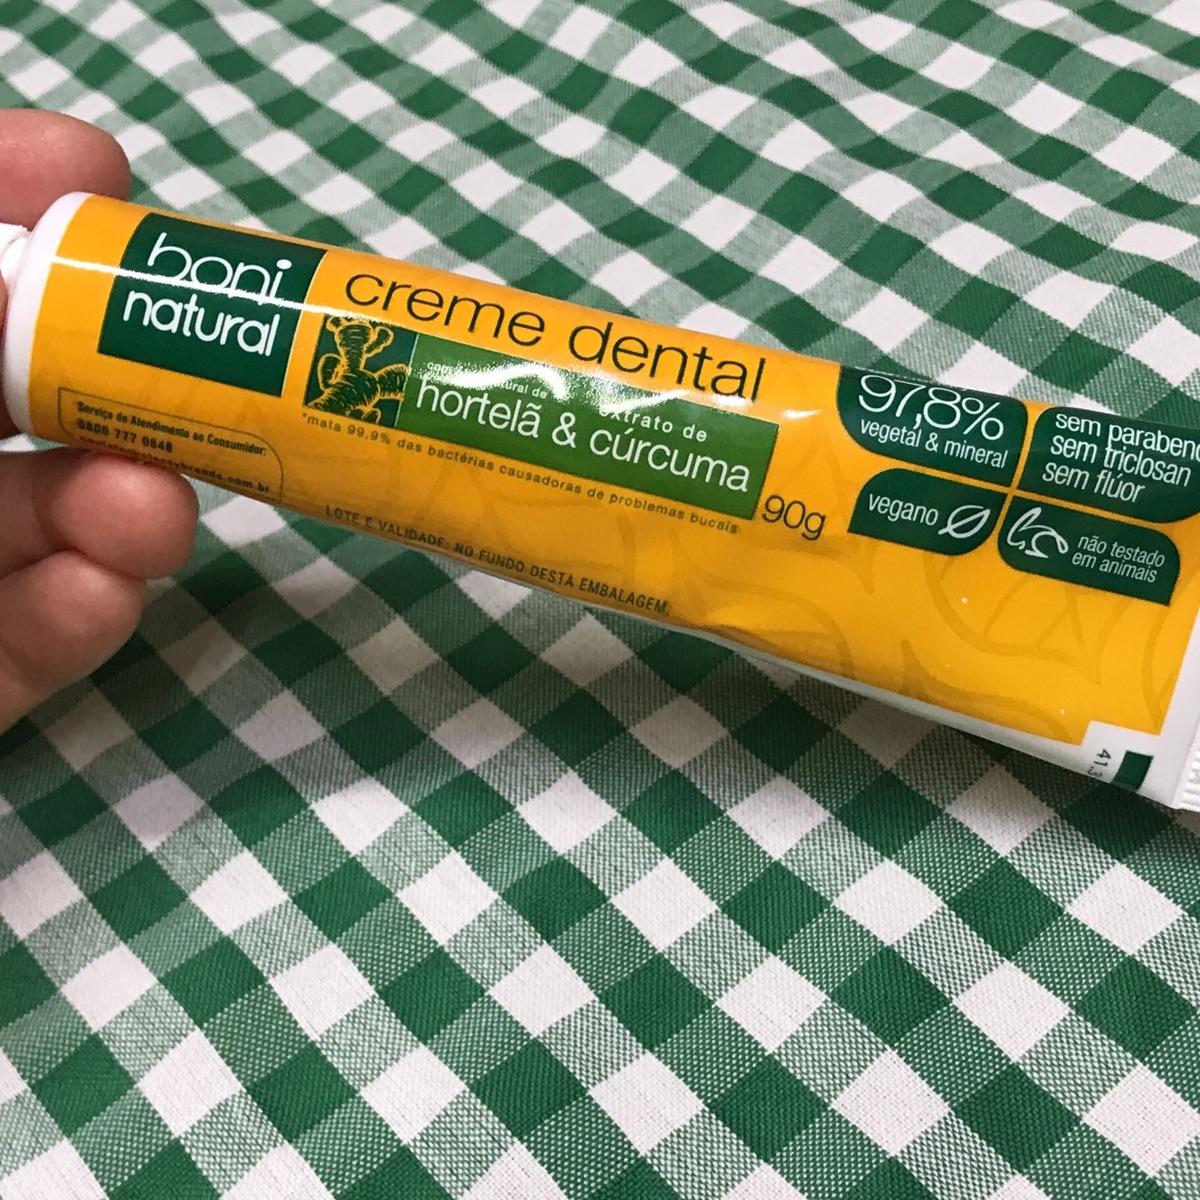 boni
natural
creme dental
extrato de
hortelã & cúrcuma
*mata 99,9% das bactérias causadoras de problemas bucais
90g
Serviço de Atendimento ao Consumidor:
0800 777 0848
LOTE E VALIDADE: NO FUNDO DESTA EMBALAGEM.
97,8%
vegetal & mineral
sem parabeno
sem triclosan
sem flúor
vegano
não testado
em animais